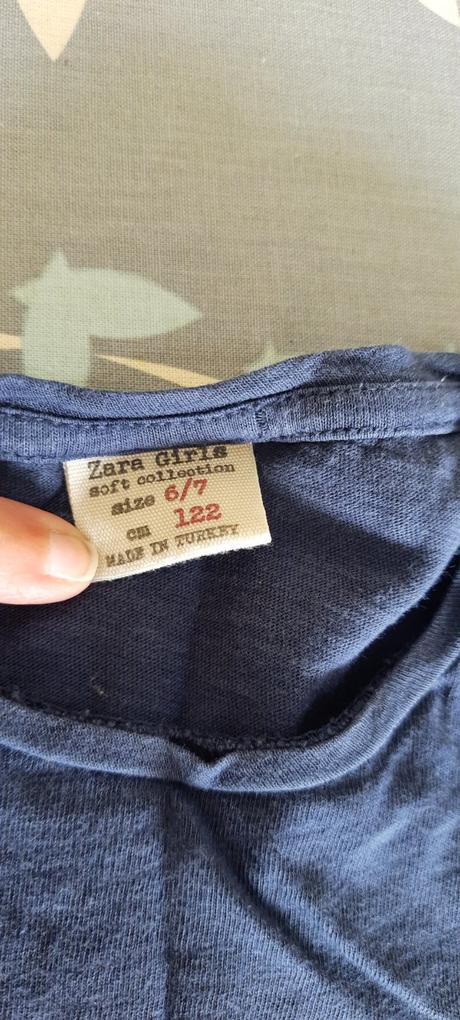 Zara Girls
soft collection
size 6/7
cm 122
MADE IN TURKEY